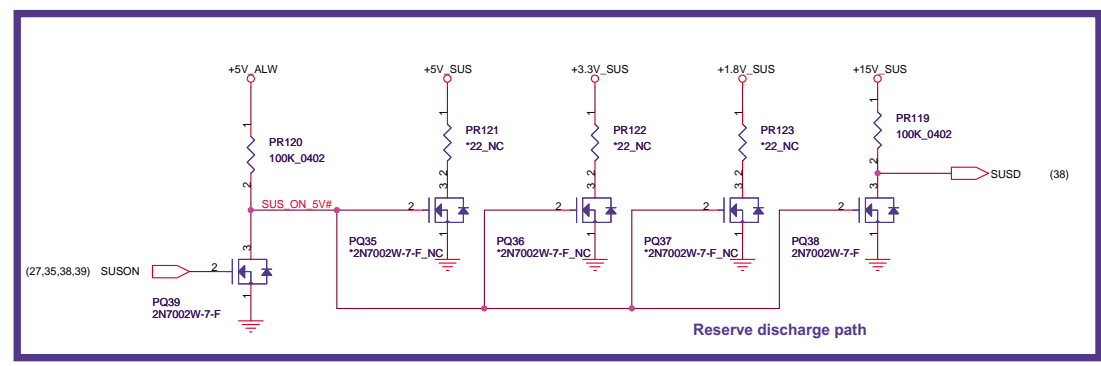 +5V_ALW
+5V_SUS
+3.3V_SUS
+1.8V_SUS
+15V_SUS
1
1
1
1
1
PR120
100K_0402
PR121
*22_NC
PR122
*22_NC
PR123
*22_NC
PR119
100K_0402
2
2
2
2
2
SUSD
(38)
3
3
3
3
SUS_ON_5V#
2
2
2
2
1
1
1
1
PQ35
*2N7002W-7-F_NC
PQ36
*2N7002W-7-F_NC
PQ37
*2N7002W-7-F_NC
PQ38
2N7002W-7-F
3
(27,35,38,39)
SUSON
2
1
PQ39
2N7002W-7-F
Reserve discharge path